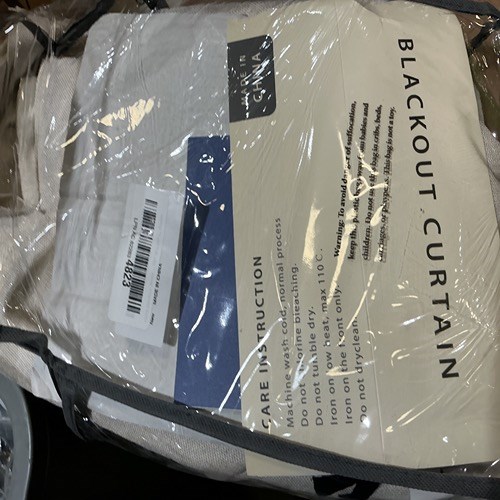 BLACKOUT CURTAIN
MADE IN
CHINA
Warning: To avoid danger of suffocation,
keep the plastic bag away from babies and
children. Do not use this bag in cribs, beds,
carriages, or playpens. This bag is not a toy.
CARE INSTRUCTION
Machine wash cord, normal process
Do not chlorine bleaching.
Do not tumble dry.
Iron on low heat, max 110 C.
Iron on the front only.
Do not dryclean.
4823